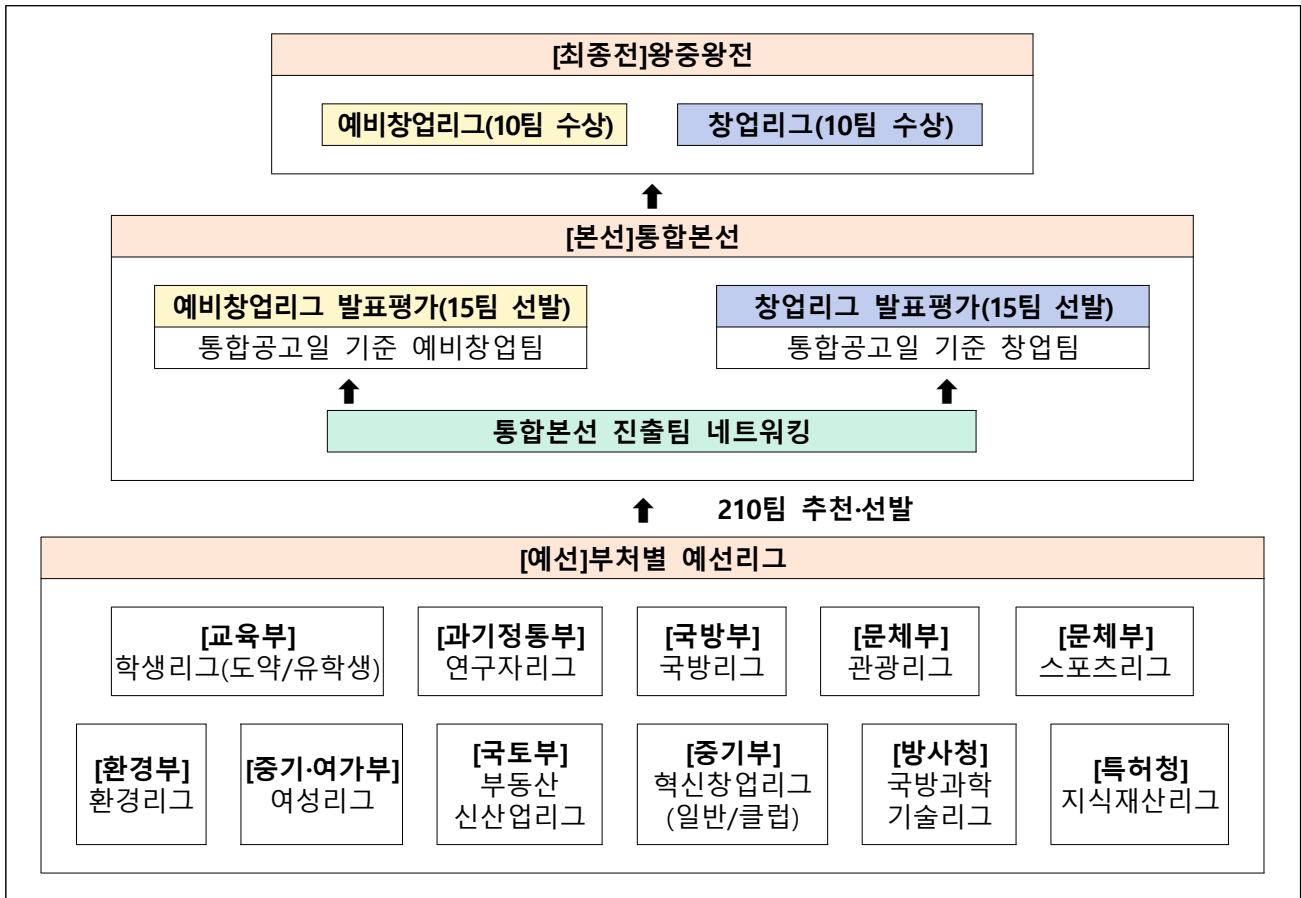 [최종전]왕중왕전
예비창업리그(10팀 수상)
창업리그(10팀 수상)
[본선]통합본선
예비창업리그 발표평가(15팀 선발)
통합공고일 기준 예비창업팀
창업리그 발표평가(15팀 선발)
통합공고일 기준 창업팀
통합본선 진출팀 네트워킹
210팀 추천·선발
[예선]부처별 예선리그
[교육부]
학생리그(도약/유학생)
[과기정통부]
연구자리그
[국방부]
국방리그
[문체부]
관광리그
[문체부]
스포츠리그
[환경부]
환경리그
[중기·여가부]
여성리그
[국토부]
부동산
신산업리그
[중기부]
혁신창업리그
(일반/클럽)
[방사청]
국방과학
기술리그
[특허청]
지식재산리그